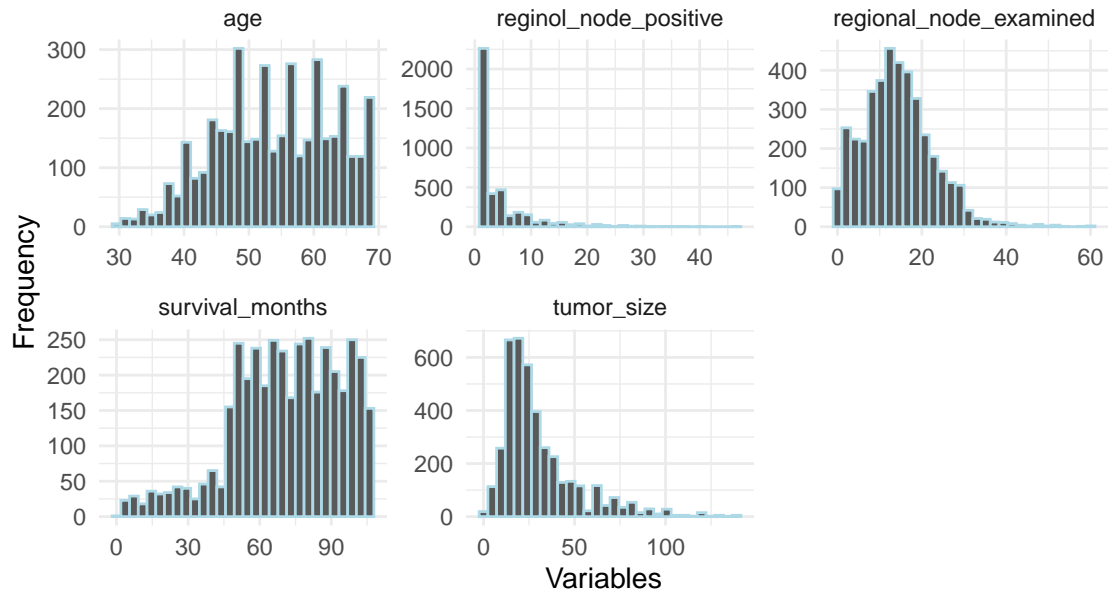 age
reginol_node_positive
regional_node_examined
300
200
100
0
30 40 50 60 70
2000
1500
1000
500
0
0 10 20 30 40
400
300
200
100
0
0 20 40 60
survival_months
tumor_size
250
200
150
100
50
0
0 30 60 90
600
400
200
0
0 50 100
Frequency
Variables